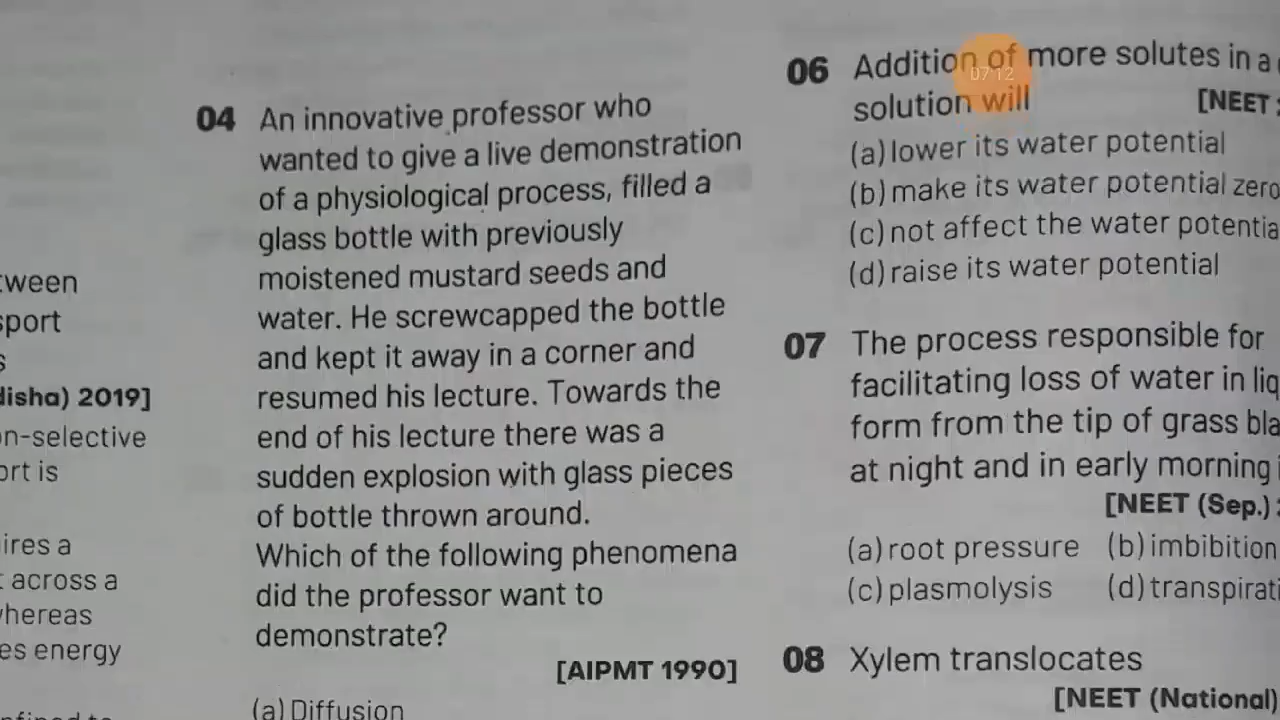 tween
sport
s
disha) 2019]
on-selective
ort is
ires a
t across a
whereas
es energy
04 An innovative professor who
wanted to give a live demonstration
of a physiological process, filled a
glass bottle with previously
moistened mustard seeds and
water. He screwcapped the bottle
and kept it away in a corner and
resumed his lecture. Towards the
end of his lecture there was a
sudden explosion with glass pieces
of bottle thrown around.
Which of the following phenomena
did the professor want to
demonstrate?
[AIPMT 1990]
(a) Diffusion
06 Addition of more solutes in a
solution will
[NEET
(a) lower its water potential
(b) make its water potential zero
(c) not affect the water potentia
(d) raise its water potential
07 The process responsible for
facilitating loss of water in liq
form from the tip of grass bla
at night and in early morning i
[NEET (Sep.)
(a) root pressure (b) imbibition
(c) plasmolysis (d) transpirati
08 Xylem translocates
[NEET (National)
07:12